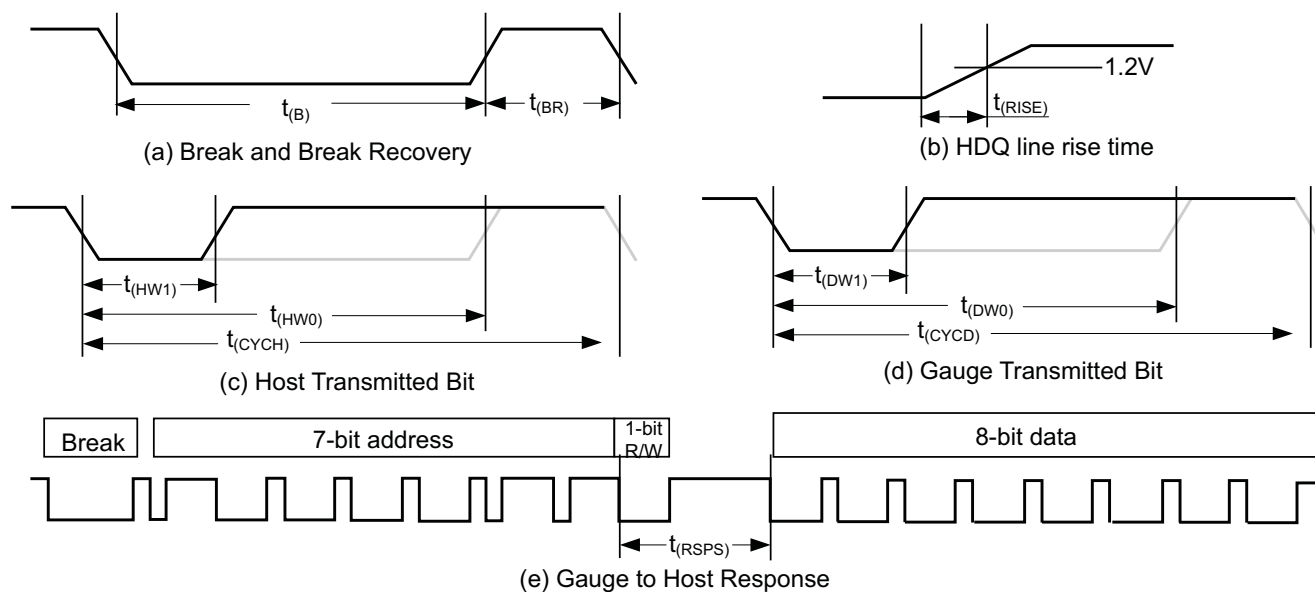 t(B)
t(BR)
(a) Break and Break Recovery
1.2V
t(RISE)
(b) HDQ line rise time
t(HW1)
t(HW0)
t(CYCH)
(c) Host Transmitted Bit
t(DW1)
t(DW0)
t(CYCD)
(d) Gauge Transmitted Bit
Break
7-bit address
1-bit
R/W
8-bit data
t(RSPS)
(e) Gauge to Host Response